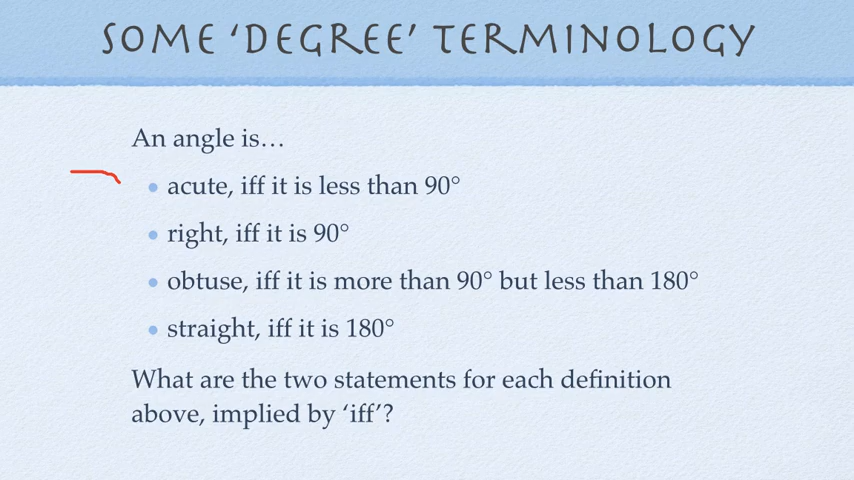 SOME ‘DEGREE’ TERMINOLOGY
An angle is…
• acute, iff it is less than 90°
• right, iff it is 90°
• obtuse, iff it is more than 90° but less than 180°
• straight, iff it is 180°
What are the two statements for each definition
above, implied by ‘iff’?